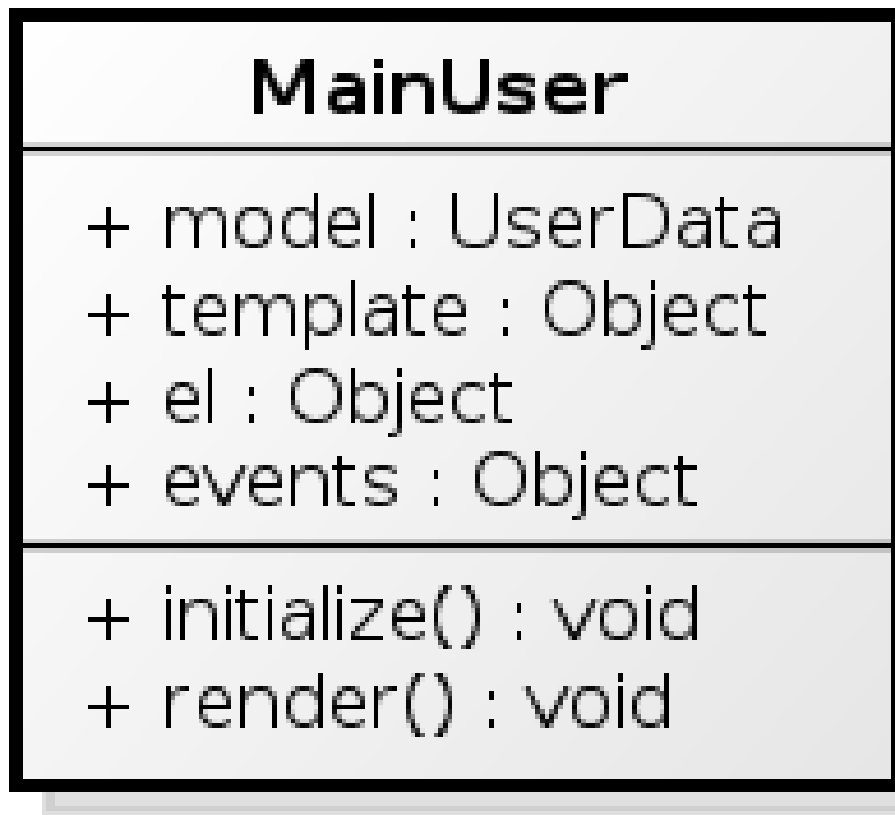 MainUser
+ model : UserData
+ template : Object
+ el : Object
+ events : Object
+ initialize() : void
+ render() : void